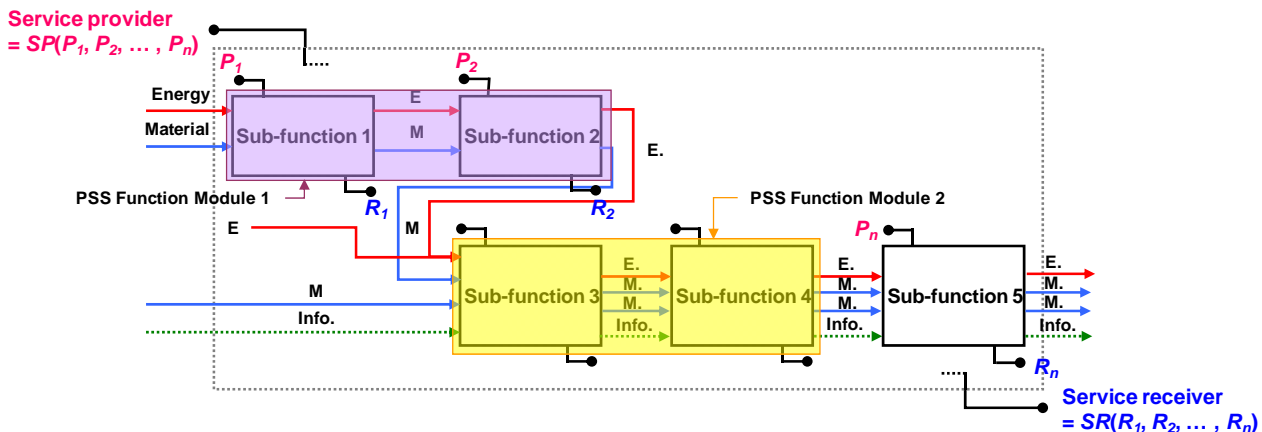 Service provider
= SP(P1, P2, … , Pn)
......
P1
P2
Energy
E
Sub-function 1
Sub-function 2
Material
M
E.
PSS Function Module 1
R1
R2
PSS Function Module 2
E
M
Pn
E.
E.
E.
M.
M.
M.
Sub-function 3
Sub-function 4
Sub-function 5
M
M.
M.
M.
Info.
Info.
Info.
Info.
Rn
.....
Service receiver
= SR(R1, R2, … , Rn)